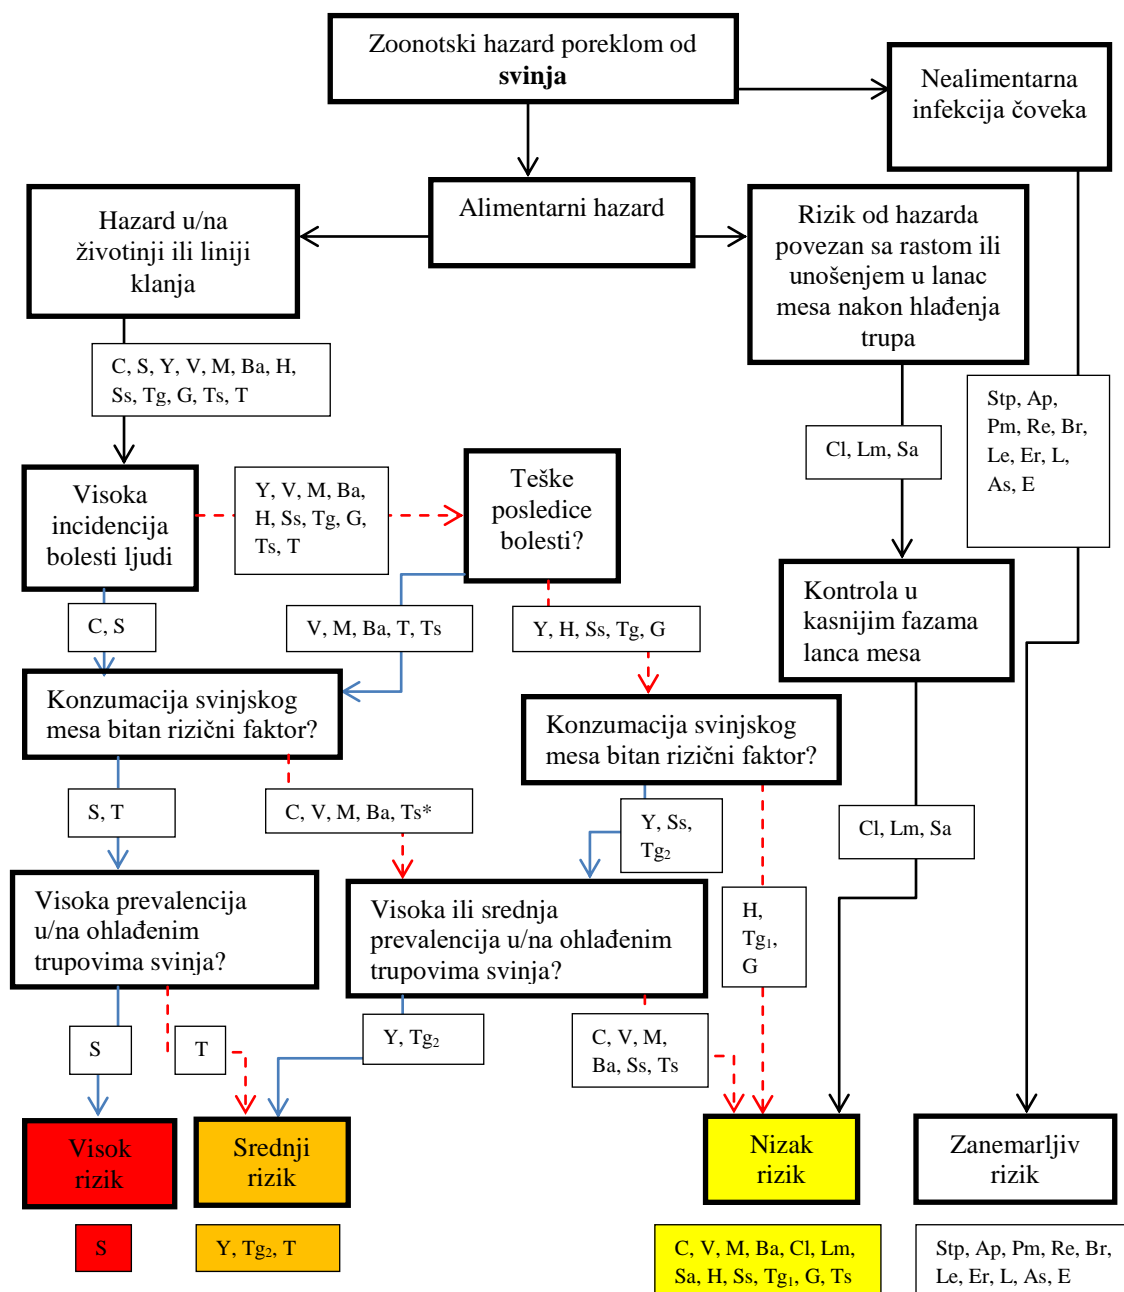 Zoonotski hazard poreklom od
svinja
Nealimentarna
infekcija čoveka
Alimentarni hazard
Hazard u/na
životinji ili liniji
klanja
Rizik od hazarda
povezan sa rastom ili
unošenjem u lanac
mesa nakon hlađenja
trupa
C, S, Y, V, M, Ba, H,
Ss, Tg, G, Ts, T
Stp, Ap,
Pm, Re, Br,
Le, Er, L,
As, E
Cl, Lm, Sa
Visoka
incidencija
bolesti ljudi
Y, V, M, Ba,
H, Ss, Tg, G,
Ts, T
Teške
posledice
bolesti?
Kontrola u
kasnijim fazama
lanca mesa
C, S
V, M, Ba, T, Ts
Y, H, Ss, Tg, G
Konzumacija svinjskog
mesa bitan rizični faktor?
Konzumacija svinjskog
mesa bitan rizični faktor?
S, T
C, V, M, Ba, Ts*
Y, Ss,
Tg₂
Cl, Lm, Sa
Visoka prevalencija
u/na ohlađenim
trupovima svinja?
Visoka ili srednja
prevalencija u/na ohlađenim
trupovima svinja?
H,
Tg₁,
G
S
T
Y, Tg₂
C, V, M,
Ba, Ss, Ts
Visok
rizik
Srednji
rizik
Nizak
rizik
Zanemarljiv
rizik
S
Y, Tg₂, T
C, V, M, Ba, Cl, Lm,
Sa, H, Ss, Tg₁, G, Ts
Stp, Ap, Pm, Re, Br,
Le, Er, L, As, E